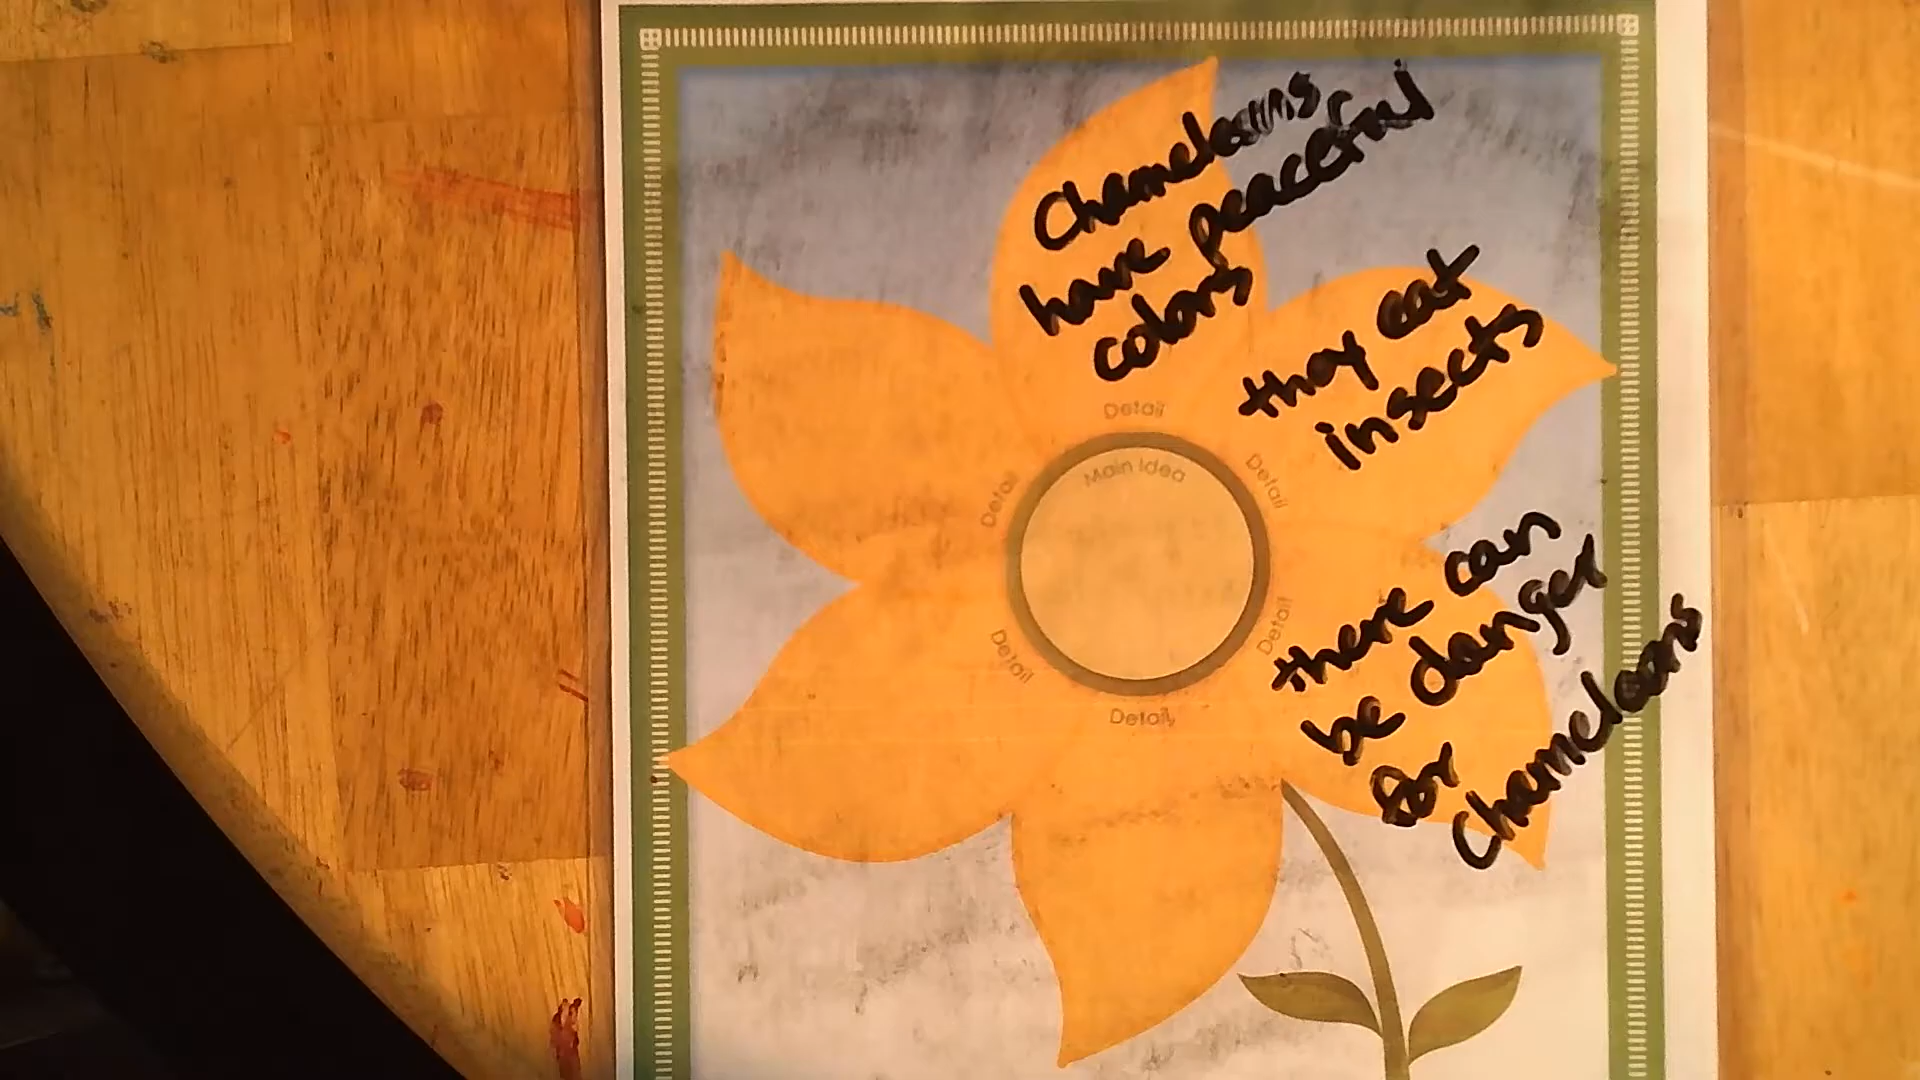 Chameleons
have peaceful
colors
Detail
they eat
insects
Detail
there can
be danger
for
Chameleons
Detail
Detail
Detail
Detail
Main Idea